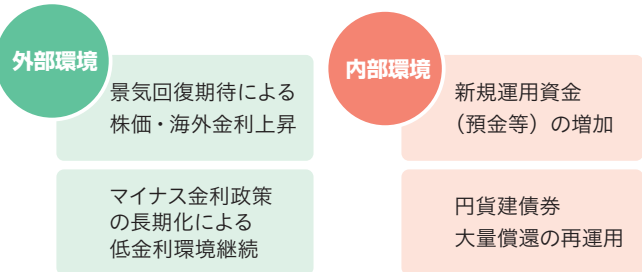 外部環境
景気回復期待による
株価・海外金利上昇
マイナス金利政策
の長期化による
低金利環境継続
内部環境
新規運用資金
（預金等）の増加
円貨建債券
大量償還の再運用